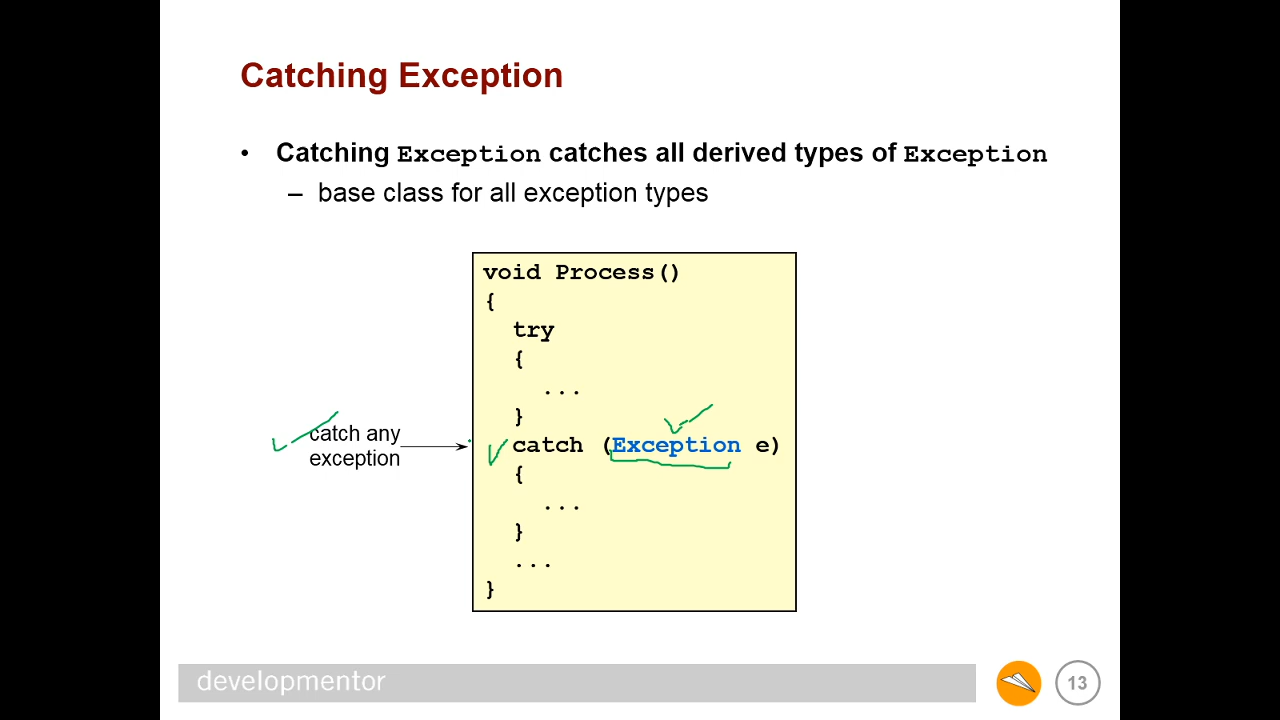 Catching Exception
• Catching Exception catches all derived types of Exception
– base class for all exception types
void Process()
{
try
{
...
}
catch any
exception
catch (Exception e)
{
...
}
...
}
developmentor
13